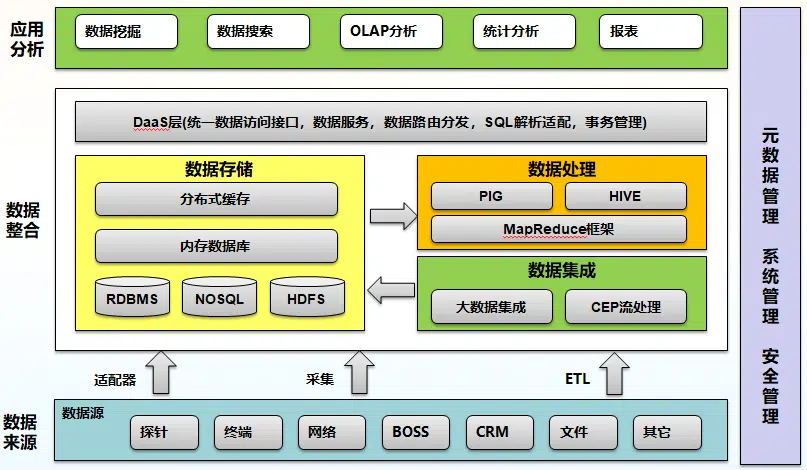 应用
分析
数据挖掘
数据搜索
OLAP分析
统计分析
报表
数据
整合
DaaS层(统一数据访问接口，数据服务，数据路由分发，SQL解析适配，事务管理)
数据存储
分布式缓存
内存数据库
RDBMS
NOSQL
HDFS
数据处理
PIG
HIVE
MapReduce框架
数据集成
大数据集成
CEP流处理
适配器
采集
ETL
数据
来源
数据源
探针
终端
网络
BOSS
CRM
文件
其它
元数据管理
系统管理
安全管理